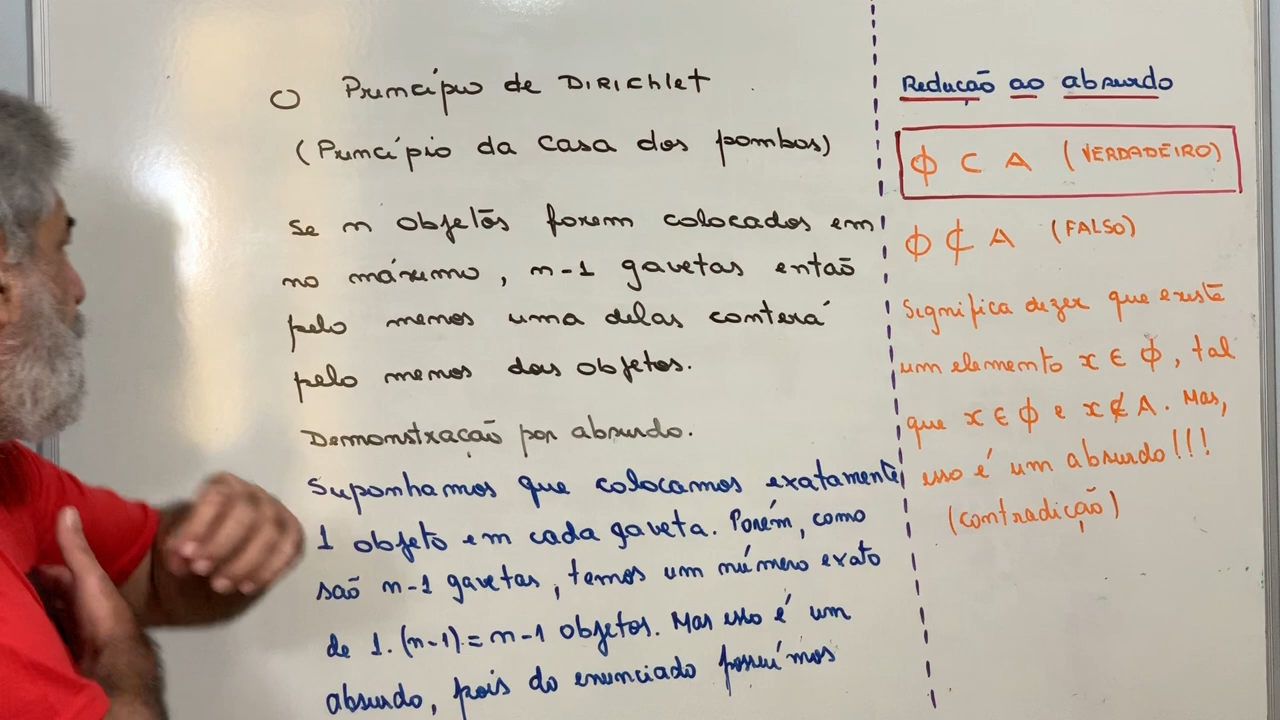 O Princípio de DIRIChlet
(Princípio da Casa dos pombos)
Se n objetos forem colocados em
no máximo, n-1 gavetas então
pelo menos uma delas conterá
pelo menos dois objetos.
Demonstração por absurdo.
Suponhamos que colocamos exatamente
1 objeto em cada gaveta. Porém, como
são n-1 gavetas, temos um número exato
de 1.(n-1) = n-1 objetos. Mas isso é um
absurdo, pois do enunciado possuímos
Redução ao absurdo
ϕ ⊂ A (VERDADEIRO)
ϕ ⊄ A (FALSO)
Significa dizer que existe
um elemento x ∈ ϕ, tal
que x ∈ ϕ e x ∉ A. Mas,
isso é um absurdo!!!
(contradição)